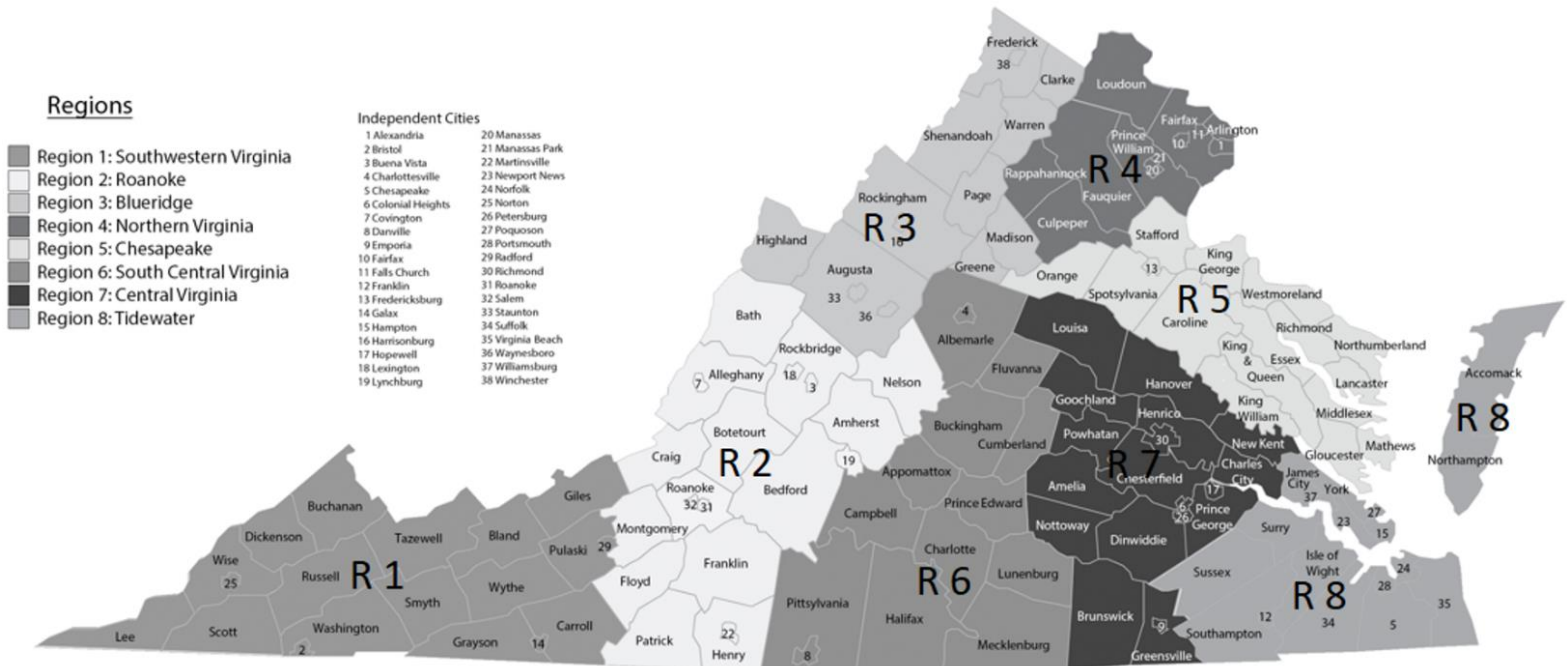 Regions
Region 1: Southwestern Virginia
Region 2: Roanoke
Region 3: Blueridge
Region 4: Northern Virginia
Region 5: Chesapeake
Region 6: South Central Virginia
Region 7: Central Virginia
Region 8: Tidewater
Independent Cities
1 Alexandria
2 Bristol
3 Buena Vista
4 Charlottesville
5 Chesapeake
6 Colonial Heights
7 Covington
8 Danville
9 Emporia
10 Fairfax
11 Falls Church
12 Franklin
13 Fredericksburg
14 Galax
15 Hampton
16 Harrisonburg
17 Hopewell
18 Lexington
19 Lynchburg
20 Manassas
21 Manassas Park
22 Martinsville
23 Newport News
24 Norfolk
25 Norton
26 Petersburg
27 Poquoson
28 Portsmouth
29 Radford
30 Richmond
31 Roanoke
32 Salem
33 Staunton
34 Suffolk
35 Virginia Beach
36 Waynesboro
37 Williamsburg
38 Winchester
Frederick
38
Clarke
Warren
Shenandoah
Page
Rockingham
R 3
16
Madison
Greene
Highland
Augusta
33
36
Loudoun
Fairfax
Arlington
11
10
1
Prince
William
21
20
R 4
Rappahannock
Fauquier
Culpeper
Stafford
King
George
13
Orange
Spotsylvania
R 5
Westmoreland
Caroline
Richmond
Northumberland
King
&
Queen
Essex
Lancaster
King
William
Middlesex
Mathews
Gloucester
Accomack
R 8
Northampton
Bath
Rockbridge
Alleghany
7
18
3
Nelson
Amherst
Botetourt
Craig
R 2
19
Bedford
Roanoke
32
31
Montgomery
Franklin
Floyd
Patrick
22
Henry
4
Albemarle
Fluvanna
Buckingham
Cumberland
Appomattox
Prince Edward
Campbell
Charlotte
R 6
Lunenburg
Pittsylvania
Halifax
Mecklenburg
8
Louisa
Hanover
Goochland
Henrico
Powhatan
30
New Kent
R 7
Charles
City
Chesterfield
Amelia
17
6
26
Prince
George
Nottoway
Dinwiddie
Brunswick
9
Greensville
James
City
37
York
27
23
15
Surry
Isle of
Wight
Sussex
R 8
24
28
35
12
34
5
Southampton
Giles
Buchanan
Dickenson
Tazewell
Bland
Pulaski
29
Wise
25
Russell
R 1
Wythe
Smyth
Lee
Scott
Washington
2
Grayson
14
Carroll